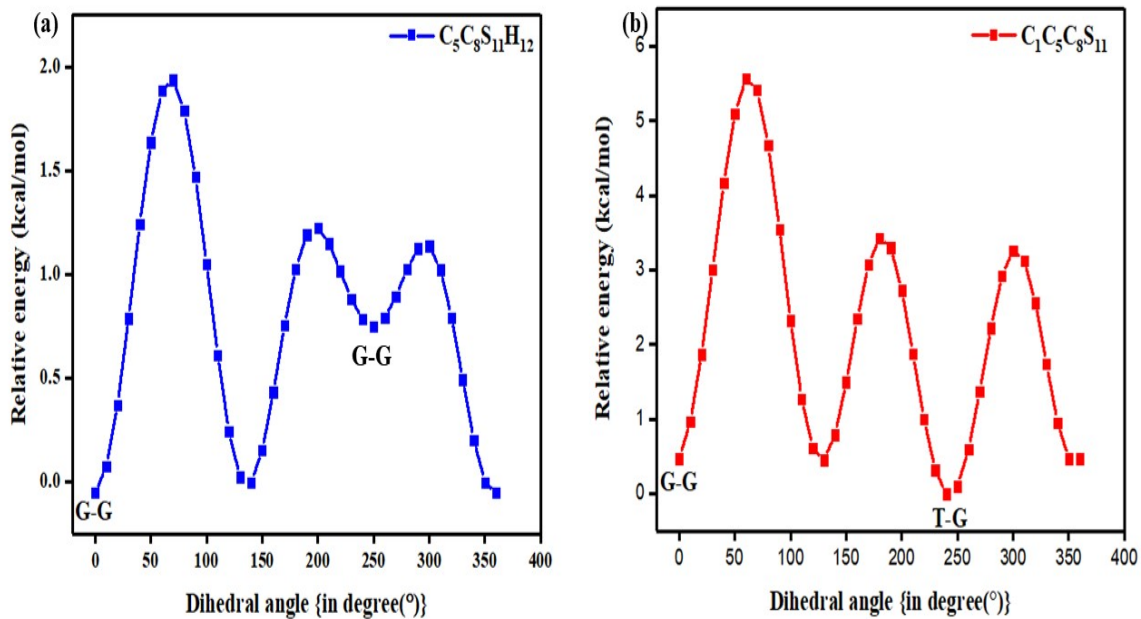 (a)
C₅C₈S₁₁H₁₂
2.0
1.5
1.0
0.5
0.0
Relative energy (kcal/mol)
G-G
G-G
0 50 100 150 200 250 300 350 400
Dihedral angle {in degree(°)}
(b)
C₁C₅C₈S₁₁
6
5
4
3
2
1
0
Relative energy (kcal/mol)
G-G
T-G
0 50 100 150 200 250 300 350 400
Dihedral angle {in degree(°)}